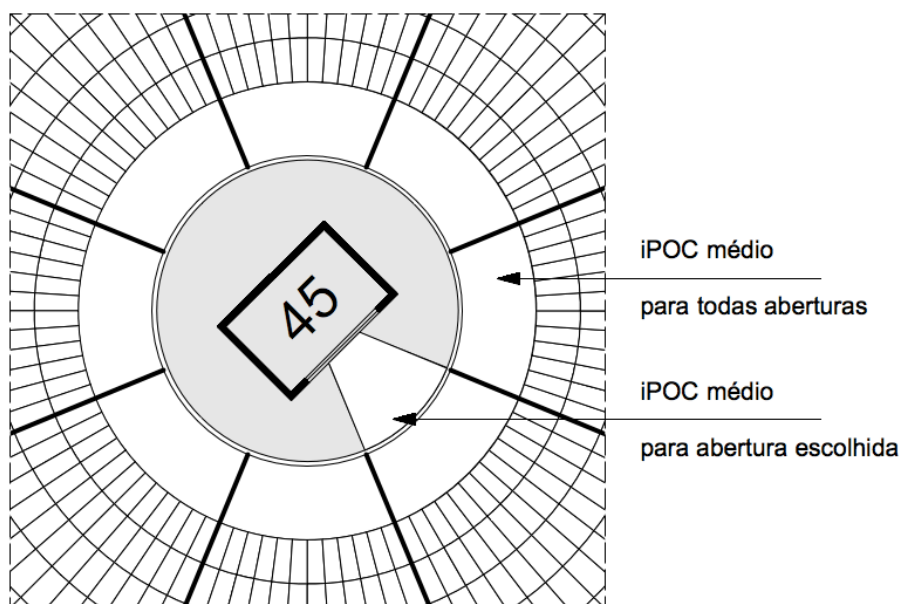 45
iPOC médio
para todas aberturas
iPOC médio
para abertura escolhida